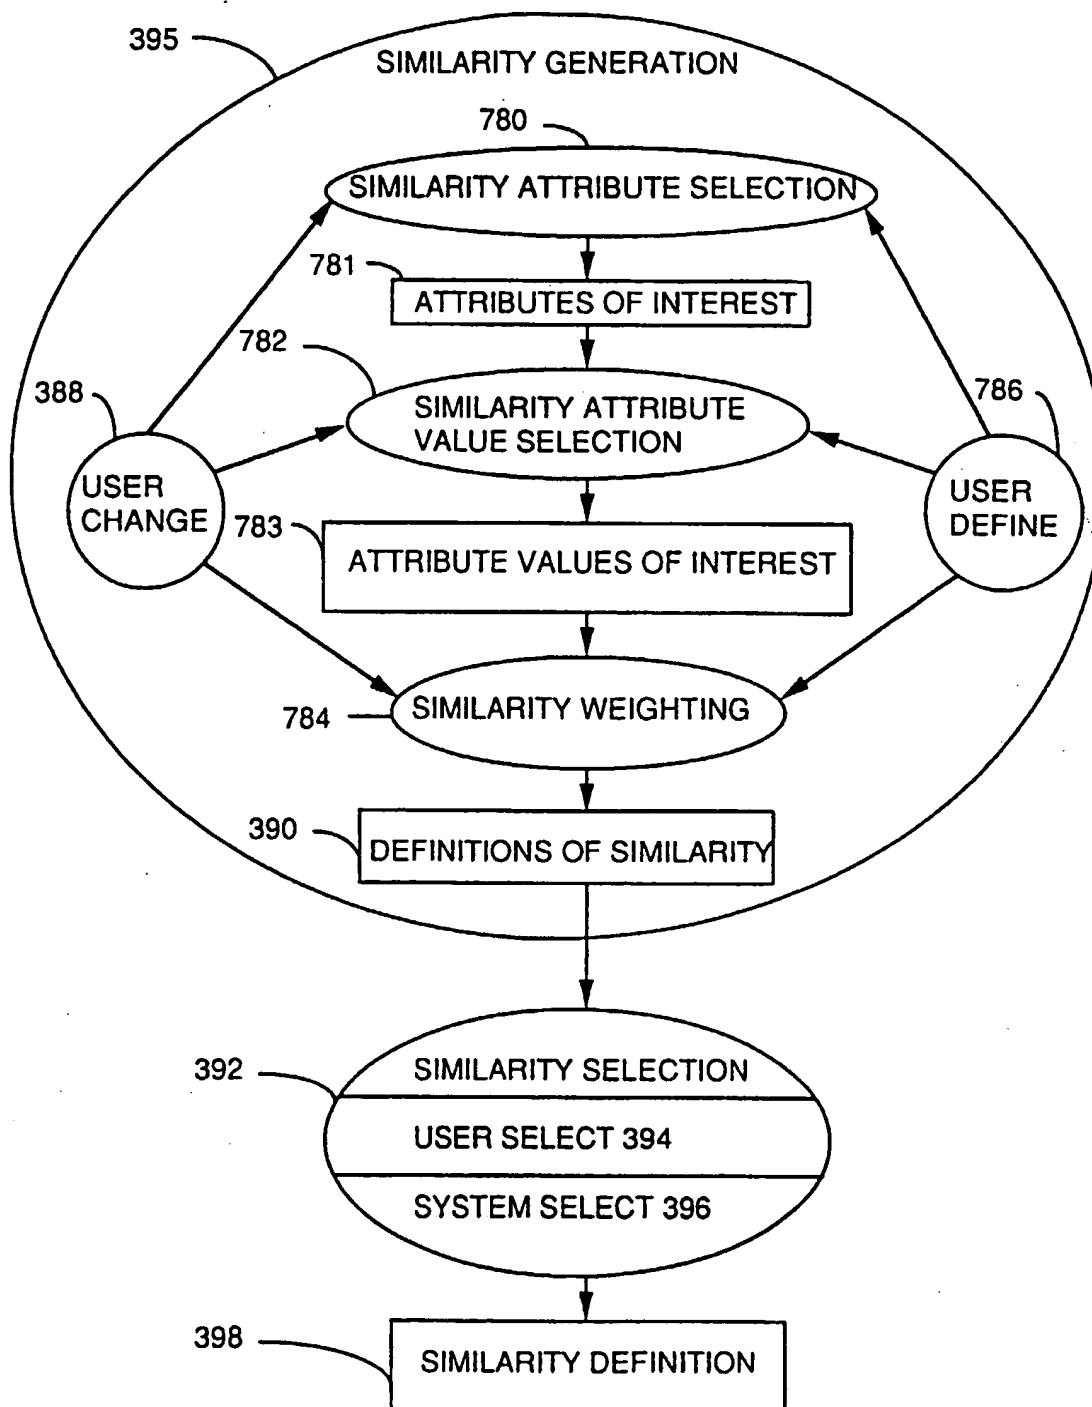 395
SIMILARITY GENERATION
780
SIMILARITY ATTRIBUTE SELECTION
781
ATTRIBUTES OF INTEREST
782
388
SIMILARITY ATTRIBUTE
VALUE SELECTION
786
USER
CHANGE
USER
DEFINE
783
ATTRIBUTE VALUES OF INTEREST
784
SIMILARITY WEIGHTING
390
DEFINITIONS OF SIMILARITY
392
SIMILARITY SELECTION
USER SELECT 394
SYSTEM SELECT 396
398
SIMILARITY DEFINITION